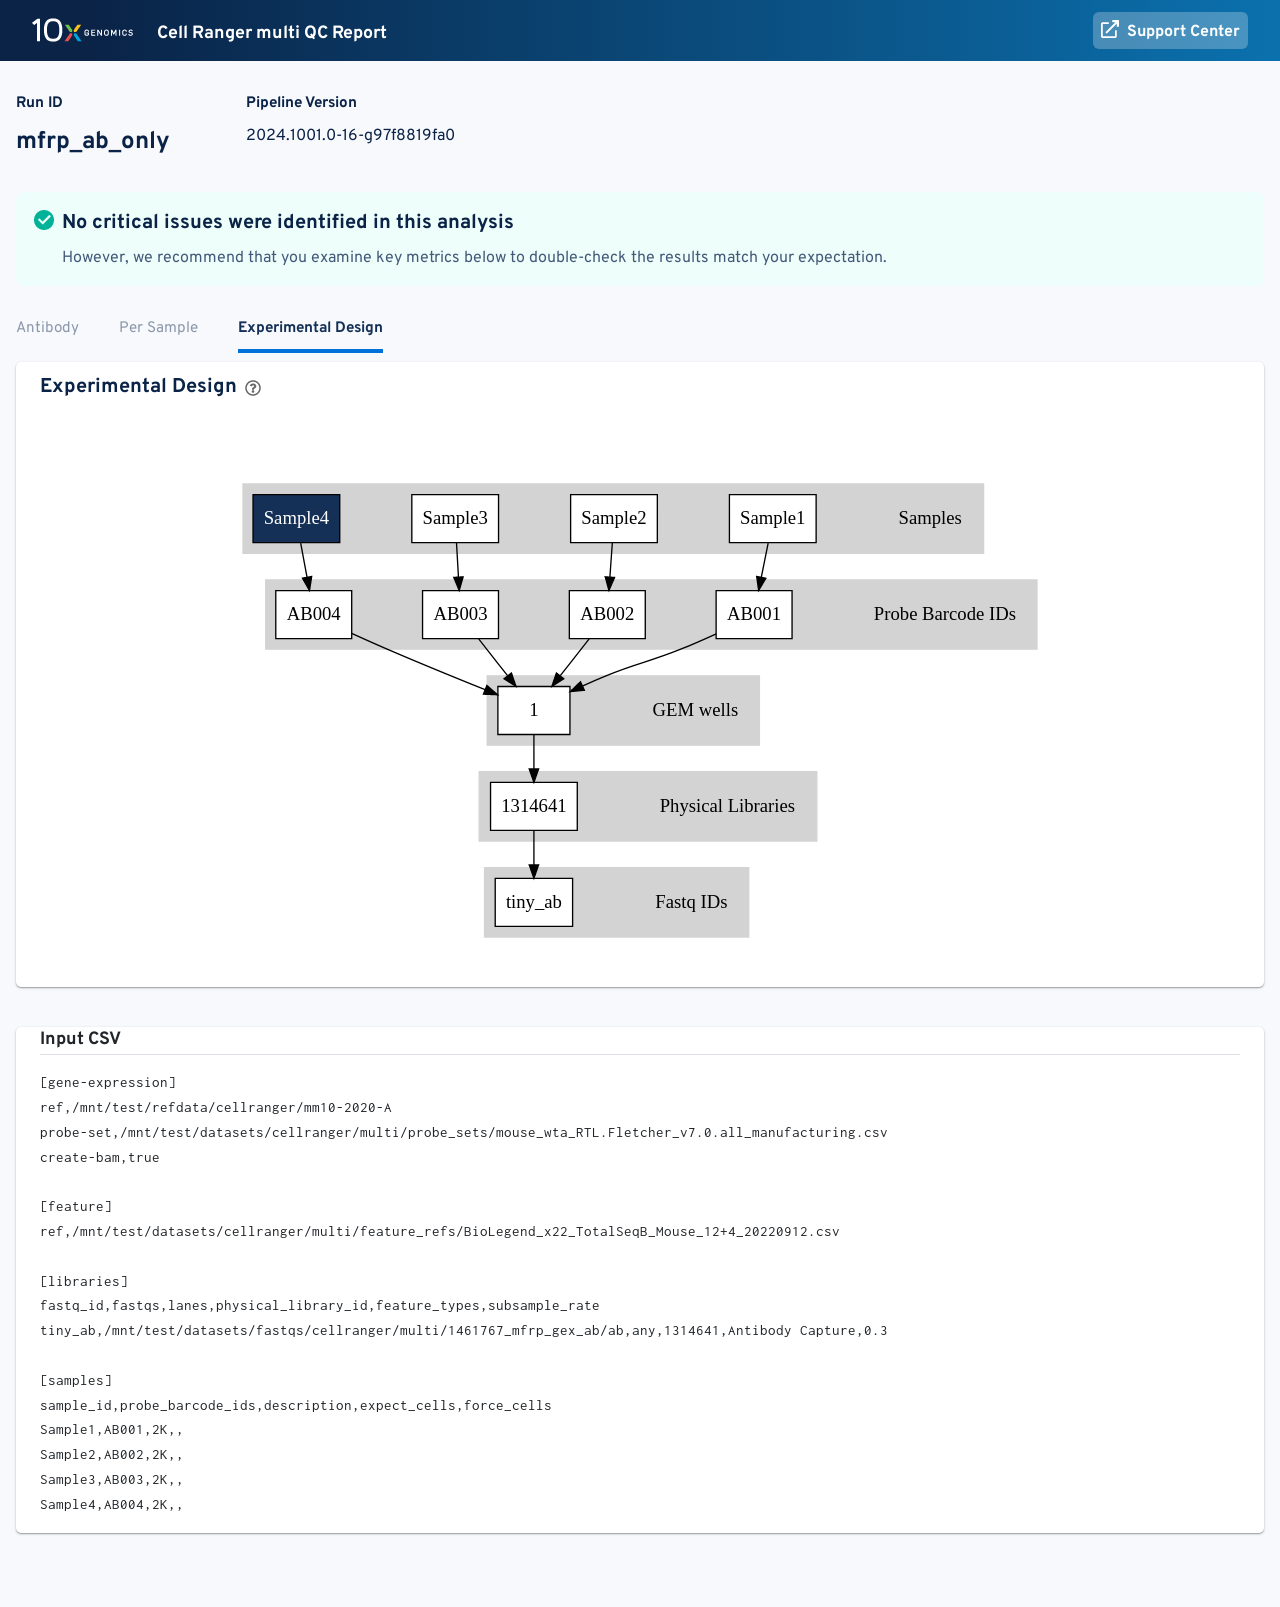 10x GENOMICS Cell Ranger multi QC Report Support Center
Run ID Pipeline Version
mfrp_ab_only 2024.1001.0-16-g97f8819fa0
No critical issues were identified in this analysis
However, we recommend that you examine key metrics below to double-check the results match your expectation.
Antibody Per Sample Experimental Design
Experimental Design ?
Sample4 Sample3 Sample2 Sample1 Samples
AB004 AB003 AB002 AB001 Probe Barcode IDs
1 GEM wells
1314641 Physical Libraries
tiny_ab Fastq IDs
Input CSV
[gene-expression]
ref,/mnt/test/refdata/cellranger/mm10-2020-A
probe-set,/mnt/test/datasets/cellranger/multi/probe_sets/mouse_wta_RTL.Fletcher_v7.0.all_manufacturing.csv
create-bam,true
[feature]
ref,/mnt/test/datasets/cellranger/multi/feature_refs/BioLegend_x22_TotalSeqB_Mouse_12+4_20220912.csv
[libraries]
fastq_id,fastqs,lanes,physical_library_id,feature_types,subsample_rate
tiny_ab,/mnt/test/datasets/fastqs/cellranger/multi/1461767_mfrp_gex_ab/ab,any,1314641,Antibody Capture,0.3
[samples]
sample_id,probe_barcode_ids,description,expect_cells,force_cells
Sample1,AB001,2K,,
Sample2,AB002,2K,,
Sample3,AB003,2K,,
Sample4,AB004,2K,,